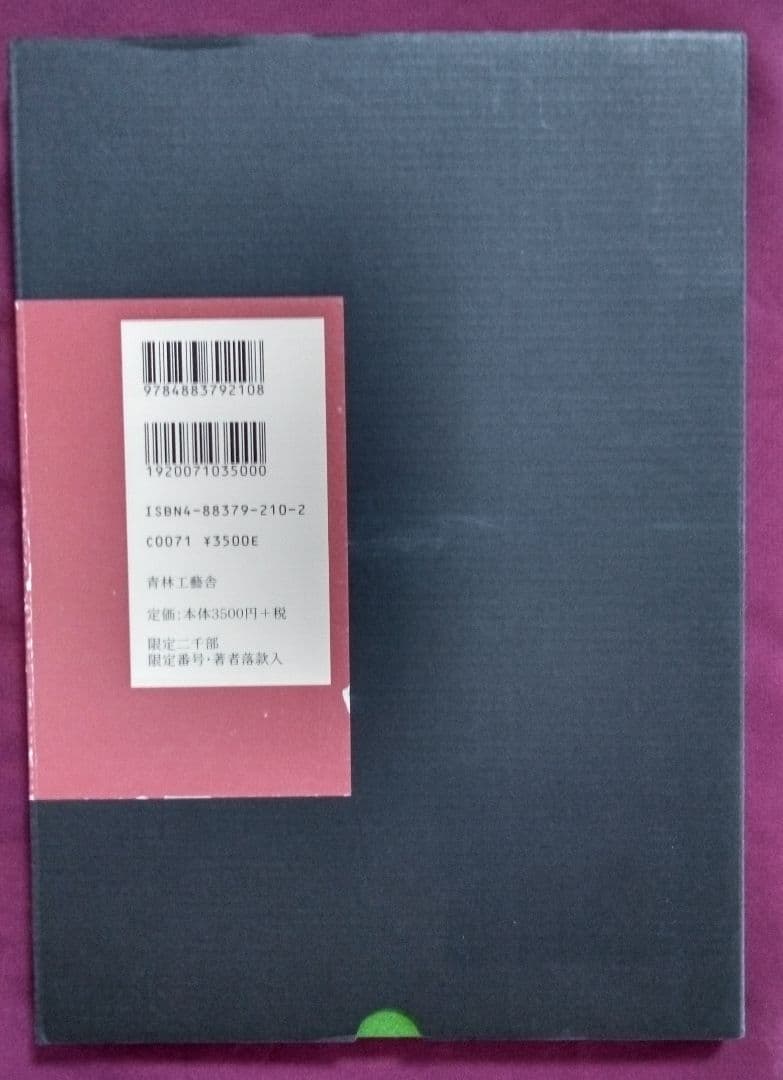 9784883792108
1920071035000
ISBN4-88379-210-2
C0071 ¥3500E
青林工藝舎
定価:本体3500円＋税
限定二千部
限定番号・著者落款入